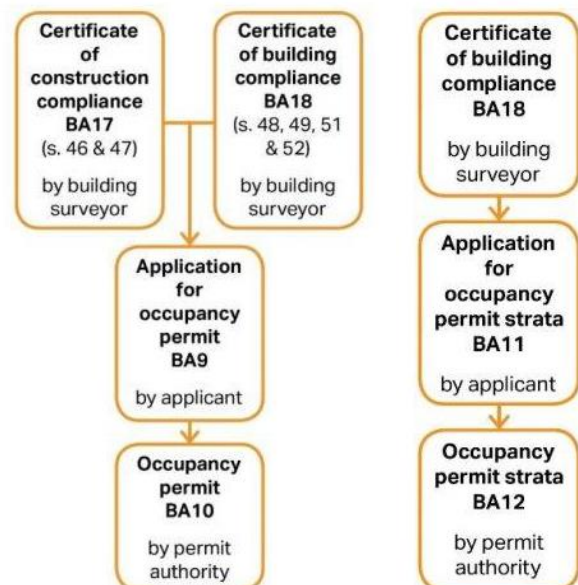 Certificate
of
construction
compliance
BA17
(s. 46 & 47)
by building
surveyor
Certificate
of building
compliance
BA18
(s. 48, 49, 51
& 52)
by building
surveyor
Application
for
occupancy
permit
BA9
by applicant
Occupancy
permit
BA10
by permit
authority
Certificate
of building
compliance
BA18
by building
surveyor
Application
for
occupancy
permit strata
BA11
by applicant
Occupancy
permit strata
BA12
by permit
authority